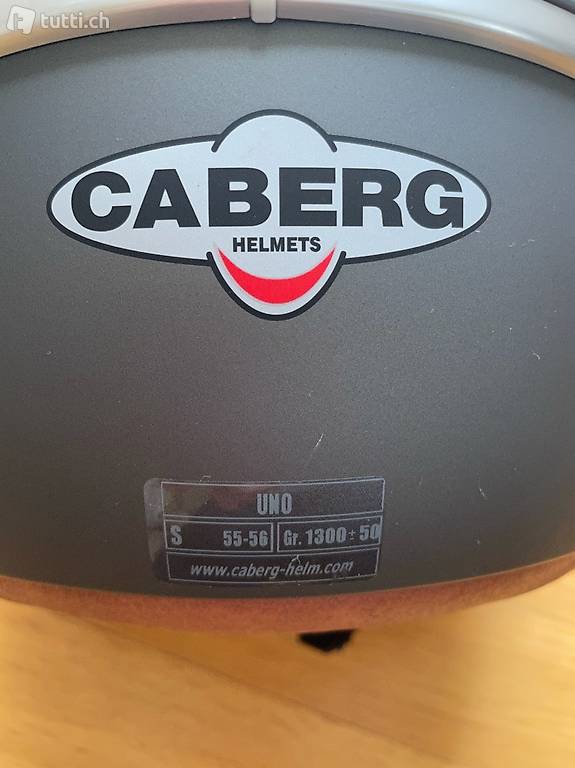 tutti.ch
CABERG
HELMETS
UNO
S 55-56 Gr. 1300±50
www.caberg-helm.com